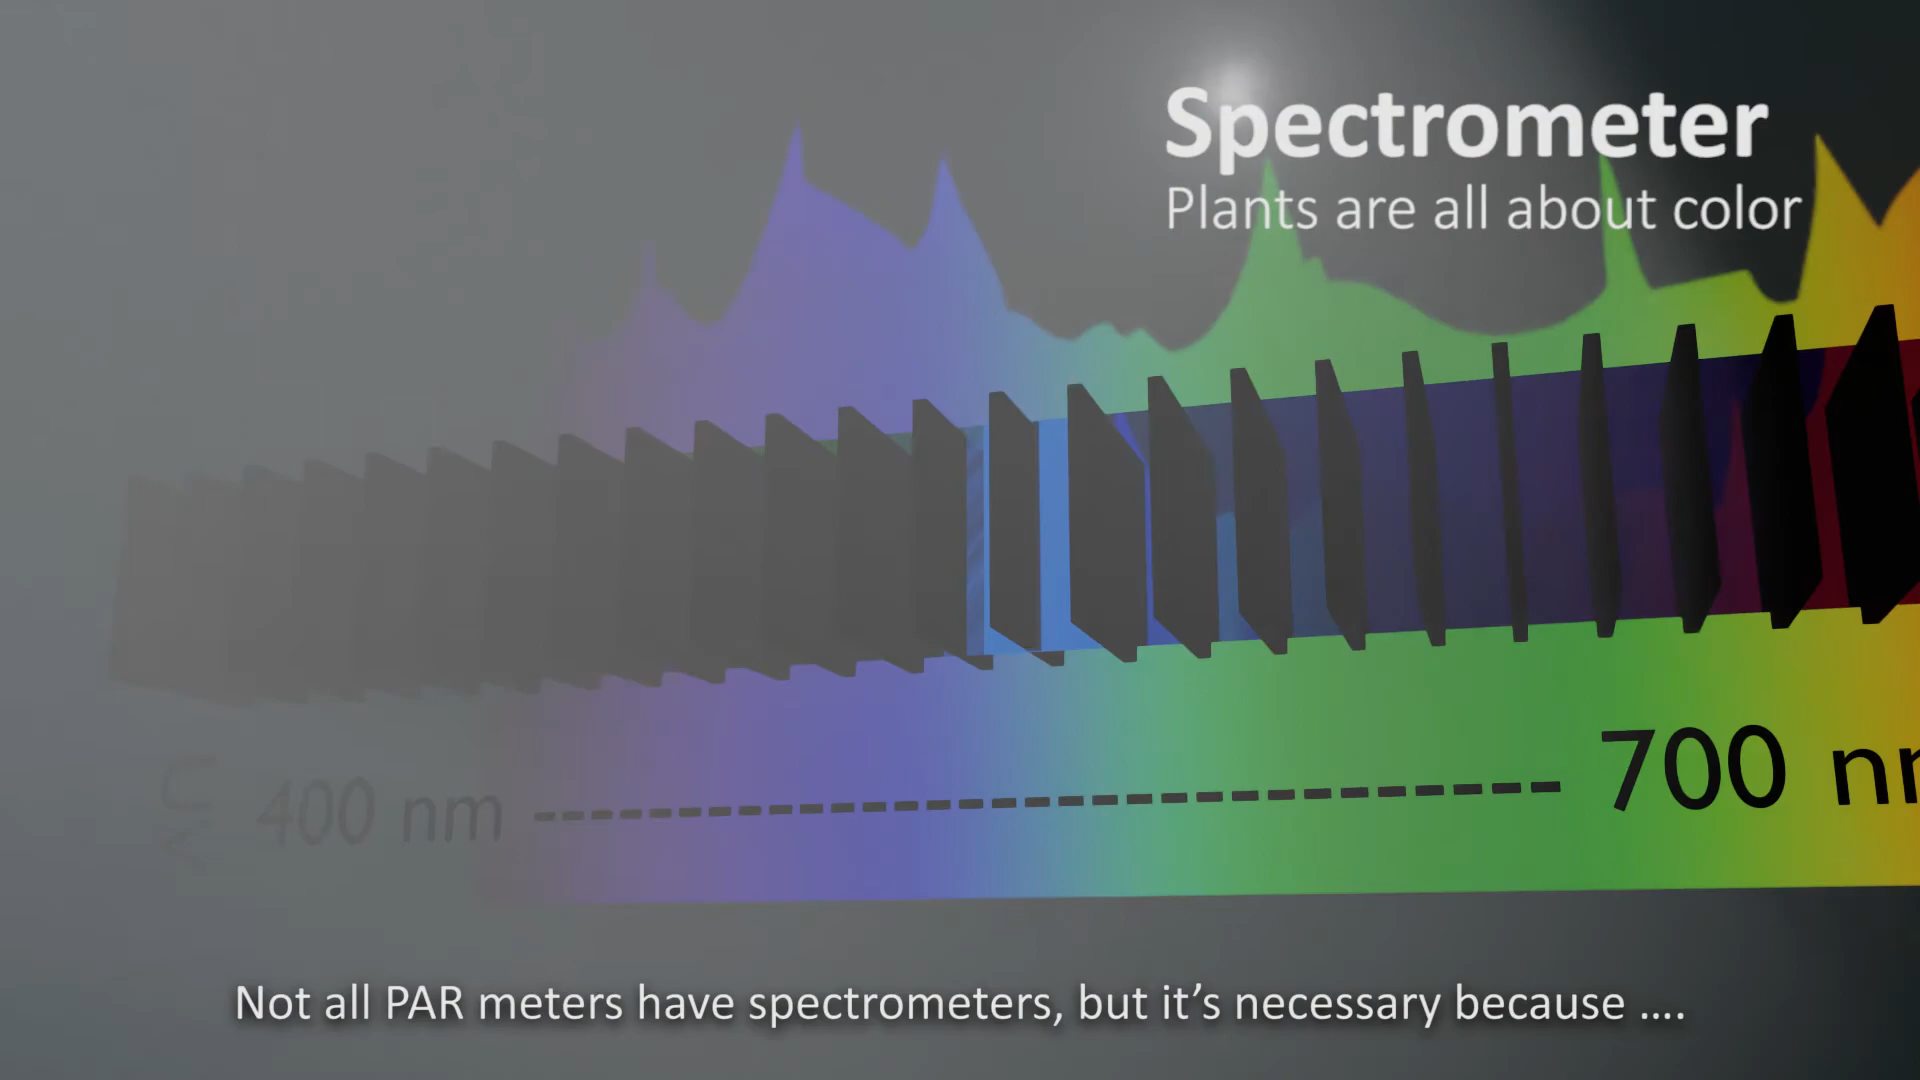 Spectrometer
Plants are all about color
UV
400 nm
700 nm
Not all PAR meters have spectrometers, but it’s necessary because ....